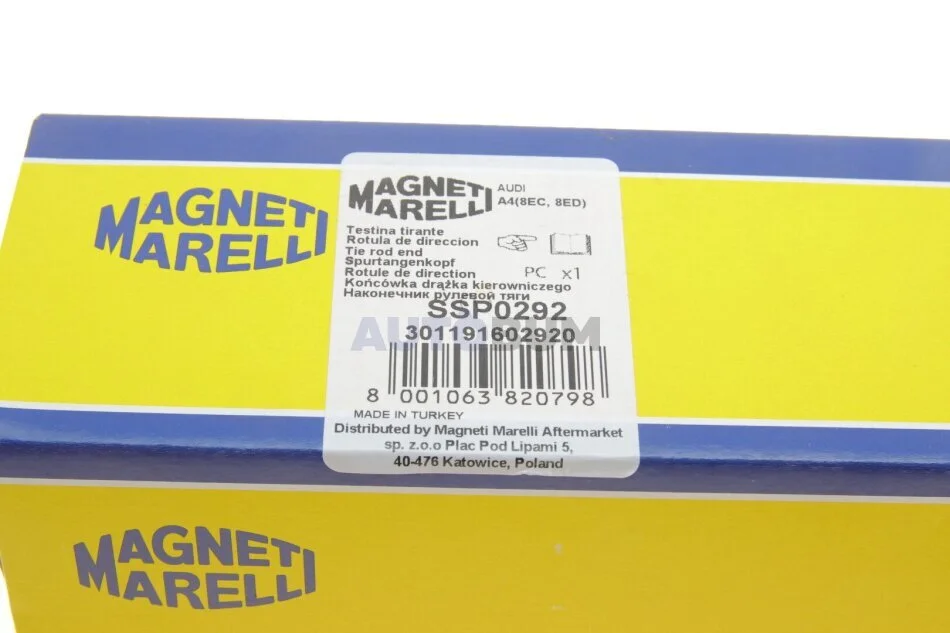 MAGNETI
MARELLI
MAGNETI
MARELLI
AUDI
A4(8EC, 8ED)
Testina tirante
Rotula de direccion
Tie rod end
Spurtangenkopf
Rotule de direction
PC x1
Końcówka drążka kierowniczego
Наконечник рулевой тяги
SSP0292
301191602920
AUTODUM
8 001063 820798
MADE IN TURKEY
Distributed by Magneti Marelli Aftermarket
sp. z.o.o Plac Pod Lipami 5,
40-476 Katowice, Poland
MAGNETI
MARELLI